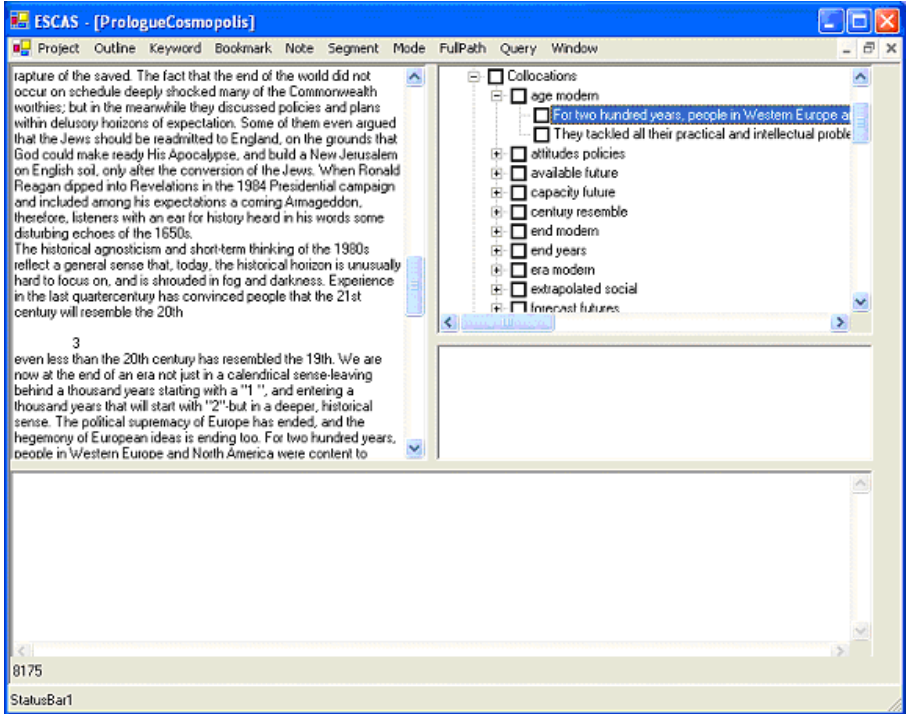 ESCAS - [PrologueCosmopolis]
Project Outline Keyword Bookmark Note Segment Mode FullPath Query Window
rapture of the saved. The fact that the end of the world did not
occur on schedule deeply shocked many of the Commonwealth
worthies; but in the meanwhile they discussed policies and plans
within delusory horizons of expectation. Some of them even argued
that the Jews should be readmitted to England, on the grounds that
God could make ready His Apocalypse, and build a New Jerusalem
on English soil, only after the conversion of the Jews. When Ronald
Reagan dipped into Revelations in the 1984 Presidential campaign
and included among his expectations a coming Armageddon,
therefore, listeners with an ear for history heard in his words some
disturbing echoes of the 1650s.
The historical agnosticism and short-term thinking of the 1980s
reflect a general sense that, today, the historical horizon is unusually
hard to focus on, and is shrouded in fog and darkness. Experience
in the last quartercentury has convinced people that the 21st
century will resemble the 20th
3
even less than the 20th century has resembled the 19th. We are
now at the end of an era not just in a calendrical sense-leaving
behind a thousand years starting with a "1 ", and entering a
thousand years that will start with "2"-but in a deeper, historical
sense. The political supremacy of Europe has ended, and the
hegemony of European ideas is ending too. For two hundred years,
people in Western Europe and North America were content to
Collocations
age modern
For two hundred years, people in Western Europe a
They tackled all their practical and intellectual proble
attitudes policies
available future
capacity future
century resemble
end modern
end years
era modern
extrapolated social
forecast futures
8175
StatusBar1